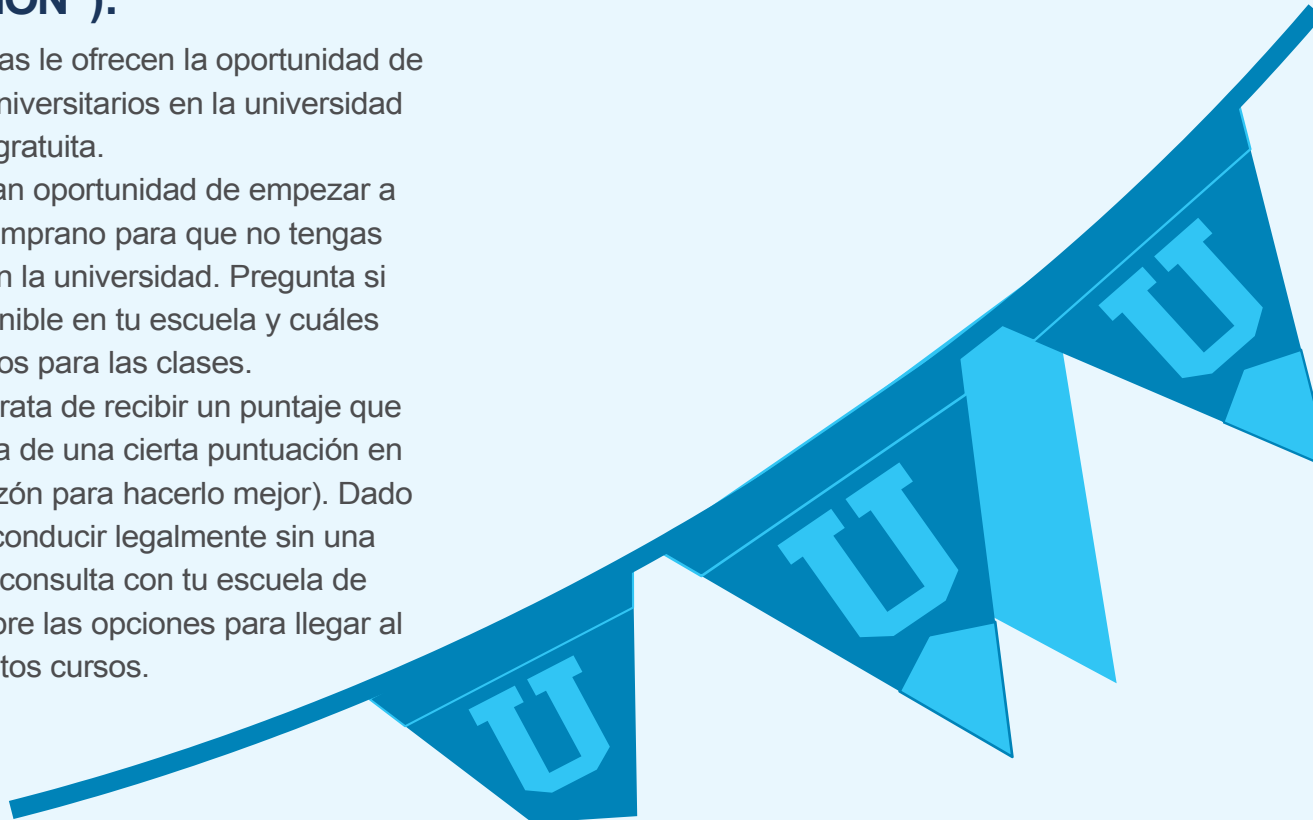 IÓN"):
as le ofrecen la oportunidad de
niversitarios en la universidad
gratuita.
an oportunidad de empezar a
mprano para que no tengas
n la universidad. Pregunta si
nible en tu escuela y cuáles
os para las clases.
rata de recibir un puntaje que
a de una cierta puntuación en
zón para hacerlo mejor). Dado
conducir legalmente sin una
consulta con tu escuela de
bre las opciones para llegar al
tos cursos.
U
U
U